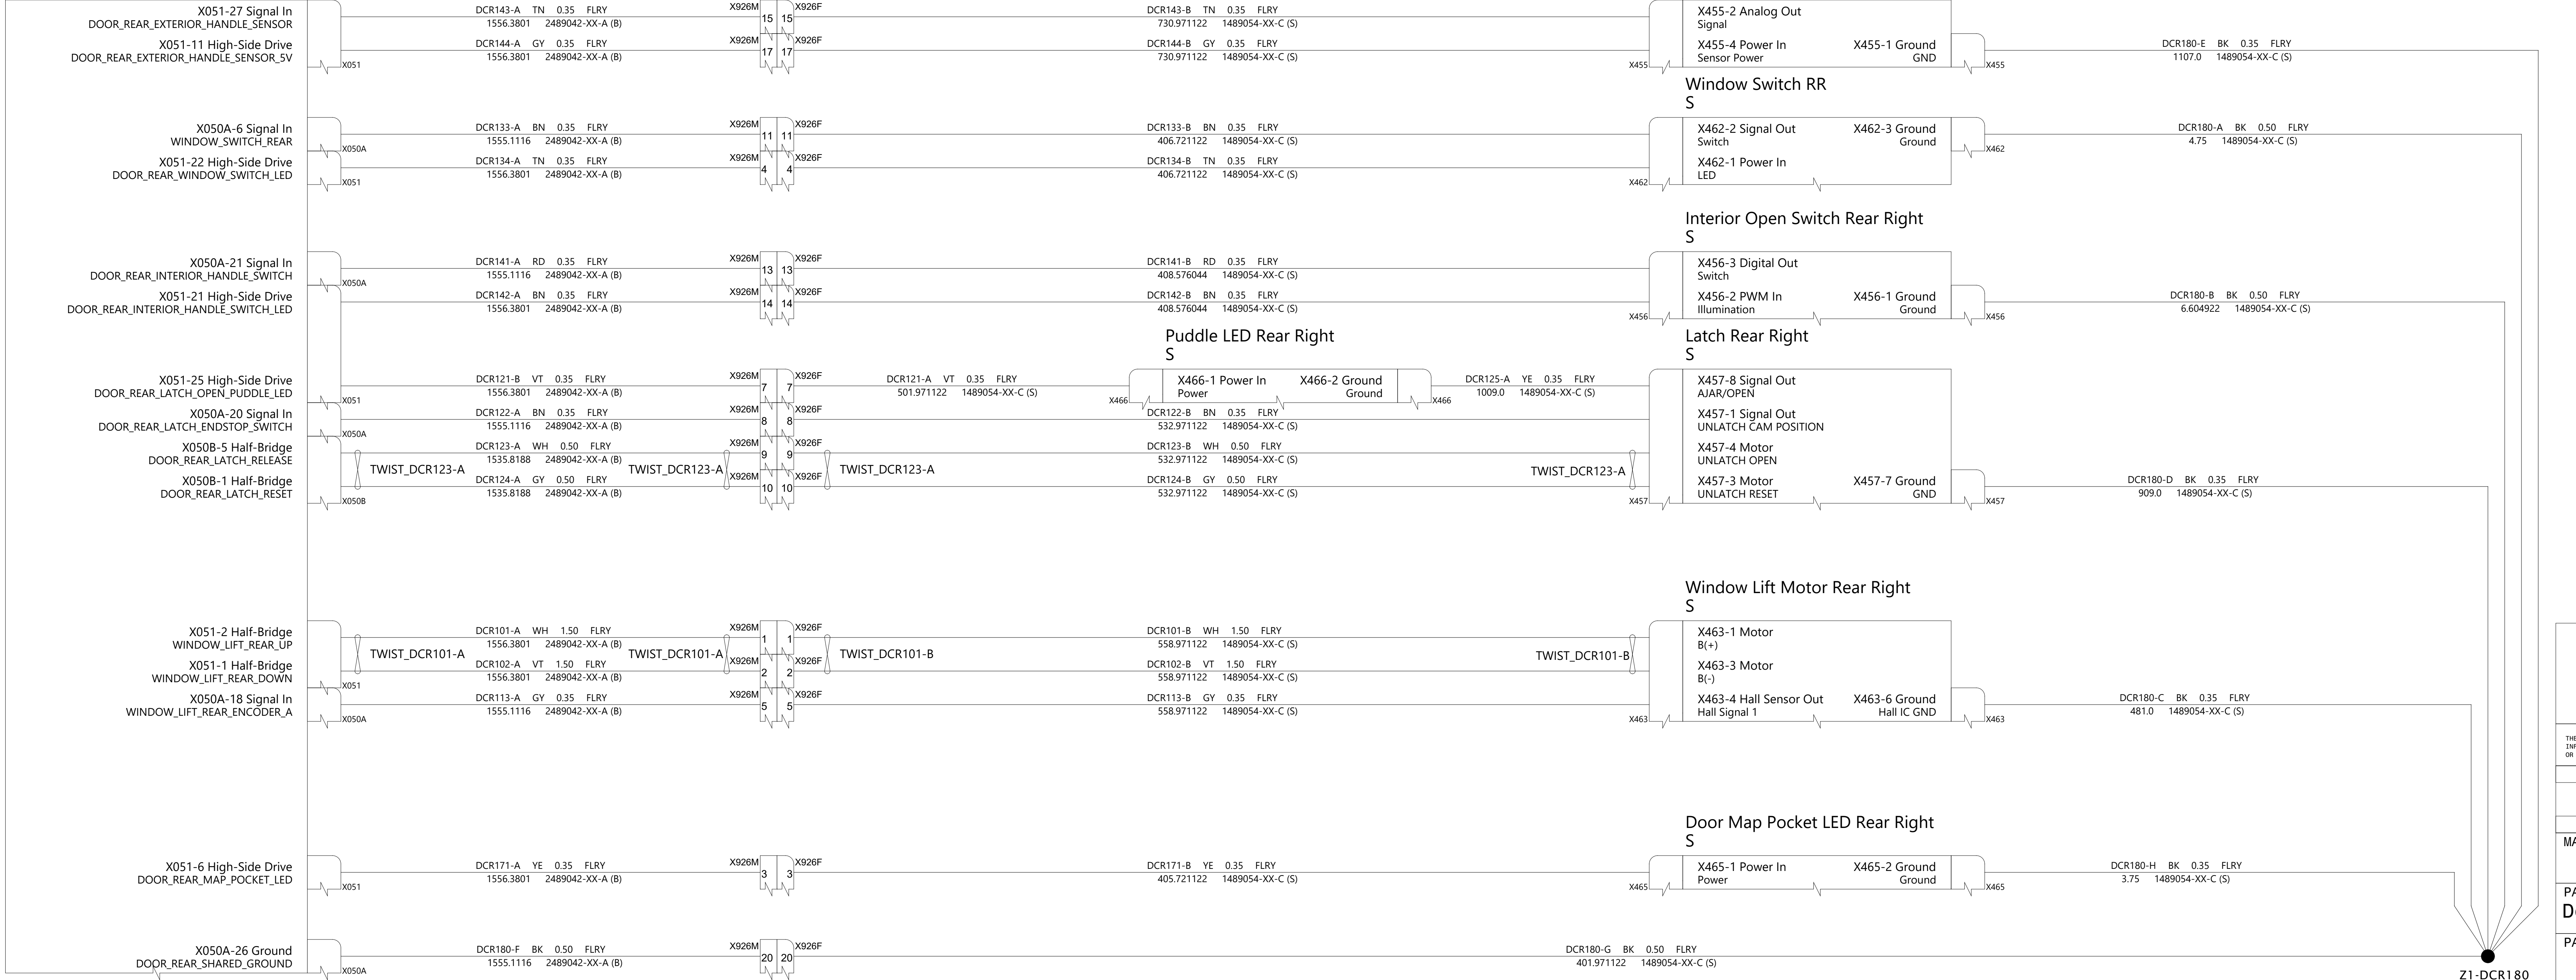 X051-27 Signal In
DOOR_REAR_EXTERIOR_HANDLE_SENSOR
DCR143-A TN 0.35 FLRY
1556.3801 2489042-XX-A (B)
X926M 15 15 X926F
DCR143-B TN 0.35 FLRY
730.971122 1489054-XX-C (S)
X455-2 Analog Out
Signal
X051-11 High-Side Drive
DOOR_REAR_EXTERIOR_HANDLE_SENSOR_5V
X051
DCR144-A GY 0.35 FLRY
1556.3801 2489042-XX-A (B)
X926M 17 17 X926F
DCR144-B GY 0.35 FLRY
730.971122 1489054-XX-C (S)
X455
X455-4 Power In
Sensor Power
X455-1 Ground
GND
X455
DCR180-E BK 0.35 FLRY
1107.0 1489054-XX-C (S)
Window Switch RR
S
X050A-6 Signal In
WINDOW_SWITCH_REAR
X050A
DCR133-A BN 0.35 FLRY
1555.1116 2489042-XX-A (B)
X926M 11 11 X926F
DCR133-B BN 0.35 FLRY
406.721122 1489054-XX-C (S)
X462-2 Signal Out
Switch
X462-3 Ground
Ground
X462
DCR180-A BK 0.50 FLRY
4.75 1489054-XX-C (S)
X051-22 High-Side Drive
DOOR_REAR_WINDOW_SWITCH_LED
X051
DCR134-A TN 0.35 FLRY
1556.3801 2489042-XX-A (B)
X926M 4 4 X926F
DCR134-B TN 0.35 FLRY
406.721122 1489054-XX-C (S)
X462
X462-1 Power In
LED
Interior Open Switch Rear Right
S
X050A-21 Signal In
DOOR_REAR_INTERIOR_HANDLE_SWITCH
X050A
DCR141-A RD 0.35 FLRY
1555.1116 2489042-XX-A (B)
X926M 13 13 X926F
DCR141-B RD 0.35 FLRY
408.576044 1489054-XX-C (S)
X456-3 Digital Out
Switch
X051-21 High-Side Drive
DOOR_REAR_INTERIOR_HANDLE_SWITCH_LED
DCR142-A BN 0.35 FLRY
1556.3801 2489042-XX-A (B)
X926M 14 14 X926F
DCR142-B BN 0.35 FLRY
408.576044 1489054-XX-C (S)
X456
X456-2 PWM In
Illumination
X456-1 Ground
Ground
X456
DCR180-B BK 0.50 FLRY
6.604922 1489054-XX-C (S)
Puddle LED Rear Right
S
Latch Rear Right
S
X051-25 High-Side Drive
DOOR_REAR_LATCH_OPEN_PUDDLE_LED
X051
DCR121-B VT 0.35 FLRY
1556.3801 2489042-XX-A (B)
X926M 7 7 X926F
DCR121-A VT 0.35 FLRY
501.971122 1489054-XX-C (S)
X466
X466-1 Power In
Power
X466-2 Ground
Ground
X466
DCR125-A YE 0.35 FLRY
1009.0 1489054-XX-C (S)
X457-8 Signal Out
AJAR/OPEN
X050A-20 Signal In
DOOR_REAR_LATCH_ENDSTOP_SWITCH
X050A
DCR122-A BN 0.35 FLRY
1555.1116 2489042-XX-A (B)
X926M 8 8 X926F
DCR122-B BN 0.35 FLRY
532.971122 1489054-XX-C (S)
X457-1 Signal Out
UNLATCH CAM POSITION
X050B-5 Half-Bridge
DOOR_REAR_LATCH_RELEASE
DCR123-A WH 0.50 FLRY
1535.8188 2489042-XX-A (B)
X926M 9 9 X926F
DCR123-B WH 0.50 FLRY
532.971122 1489054-XX-C (S)
X457-4 Motor
UNLATCH OPEN
TWIST_DCR123-A
TWIST_DCR123-A
TWIST_DCR123-A
TWIST_DCR123-A
X050B-1 Half-Bridge
DOOR_REAR_LATCH_RESET
X050B
DCR124-A GY 0.50 FLRY
1535.8188 2489042-XX-A (B)
X926M 10 10 X926F
DCR124-B GY 0.50 FLRY
532.971122 1489054-XX-C (S)
X457
X457-3 Motor
UNLATCH RESET
X457-7 Ground
GND
X457
DCR180-D BK 0.35 FLRY
909.0 1489054-XX-C (S)
Window Lift Motor Rear Right
S
X051-2 Half-Bridge
WINDOW_LIFT_REAR_UP
DCR101-A WH 1.50 FLRY
1556.3801 2489042-XX-A (B)
X926M 1 1 X926F
DCR101-B WH 1.50 FLRY
558.971122 1489054-XX-C (S)
X463-1 Motor
B(+)
TWIST_DCR101-A
TWIST_DCR101-A
TWIST_DCR101-B
TWIST_DCR101-B
X051-1 Half-Bridge
WINDOW_LIFT_REAR_DOWN
X051
DCR102-A VT 1.50 FLRY
1556.3801 2489042-XX-A (B)
X926M 2 2 X926F
DCR102-B VT 1.50 FLRY
558.971122 1489054-XX-C (S)
X463-3 Motor
B(-)
X050A-18 Signal In
WINDOW_LIFT_REAR_ENCODER_A
X050A
DCR113-A GY 0.35 FLRY
1555.1116 2489042-XX-A (B)
X926M 5 5 X926F
DCR113-B GY 0.35 FLRY
558.971122 1489054-XX-C (S)
X463
X463-4 Hall Sensor Out
Hall Signal 1
X463-6 Ground
Hall IC GND
X463
DCR180-C BK 0.35 FLRY
481.0 1489054-XX-C (S)
THE
INF
OR
Door Map Pocket LED Rear Right
S
MA
X051-6 High-Side Drive
DOOR_REAR_MAP_POCKET_LED
X051
DCR171-A YE 0.35 FLRY
1556.3801 2489042-XX-A (B)
X926M 3 3 X926F
DCR171-B YE 0.35 FLRY
405.721122 1489054-XX-C (S)
X465
X465-1 Power In
Power
X465-2 Ground
Ground
X465
DCR180-H BK 0.35 FLRY
3.75 1489054-XX-C (S)
PA
PA
X050A-26 Ground
DOOR_REAR_SHARED_GROUND
X050A
DCR180-F BK 0.50 FLRY
1555.1116 2489042-XX-A (B)
X926M 20 20 X926F
DCR180-G BK 0.50 FLRY
401.971122 1489054-XX-C (S)
Z1-DCR180